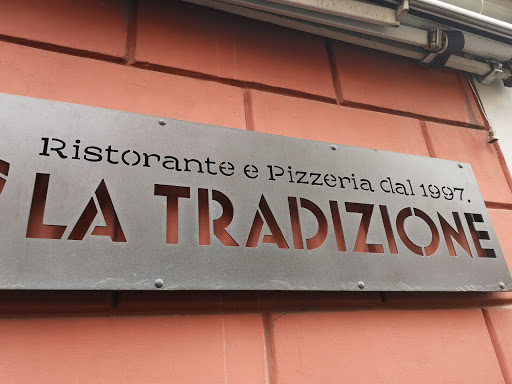 Ristorante e Pizzeria dal 1997.
LA TRADIZIONE